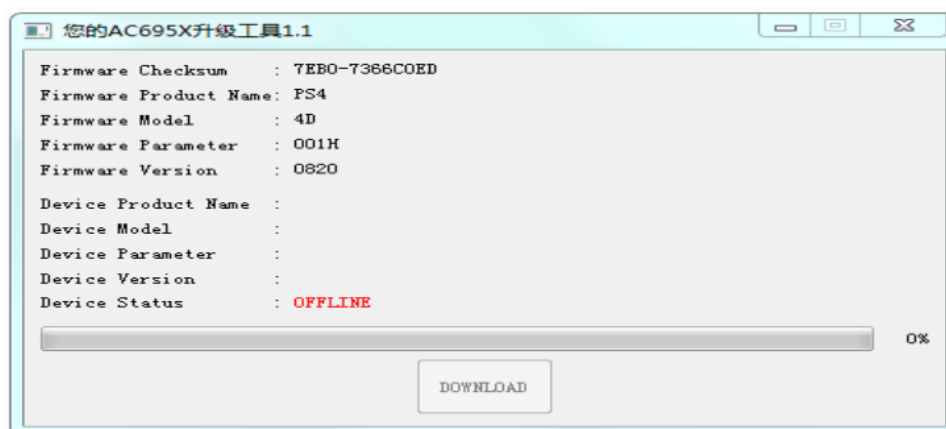 您的AC695X升级工具1.1
Firmware Checksum : 7EB0-7366C0ED
Firmware Product Name: PS4
Firmware Model : 4D
Firmware Parameter : 001H
Firmware Version : 0820
Device Product Name :
Device Model :
Device Parameter :
Device Version :
Device Status : OFFLINE
0%
DOWNLOAD